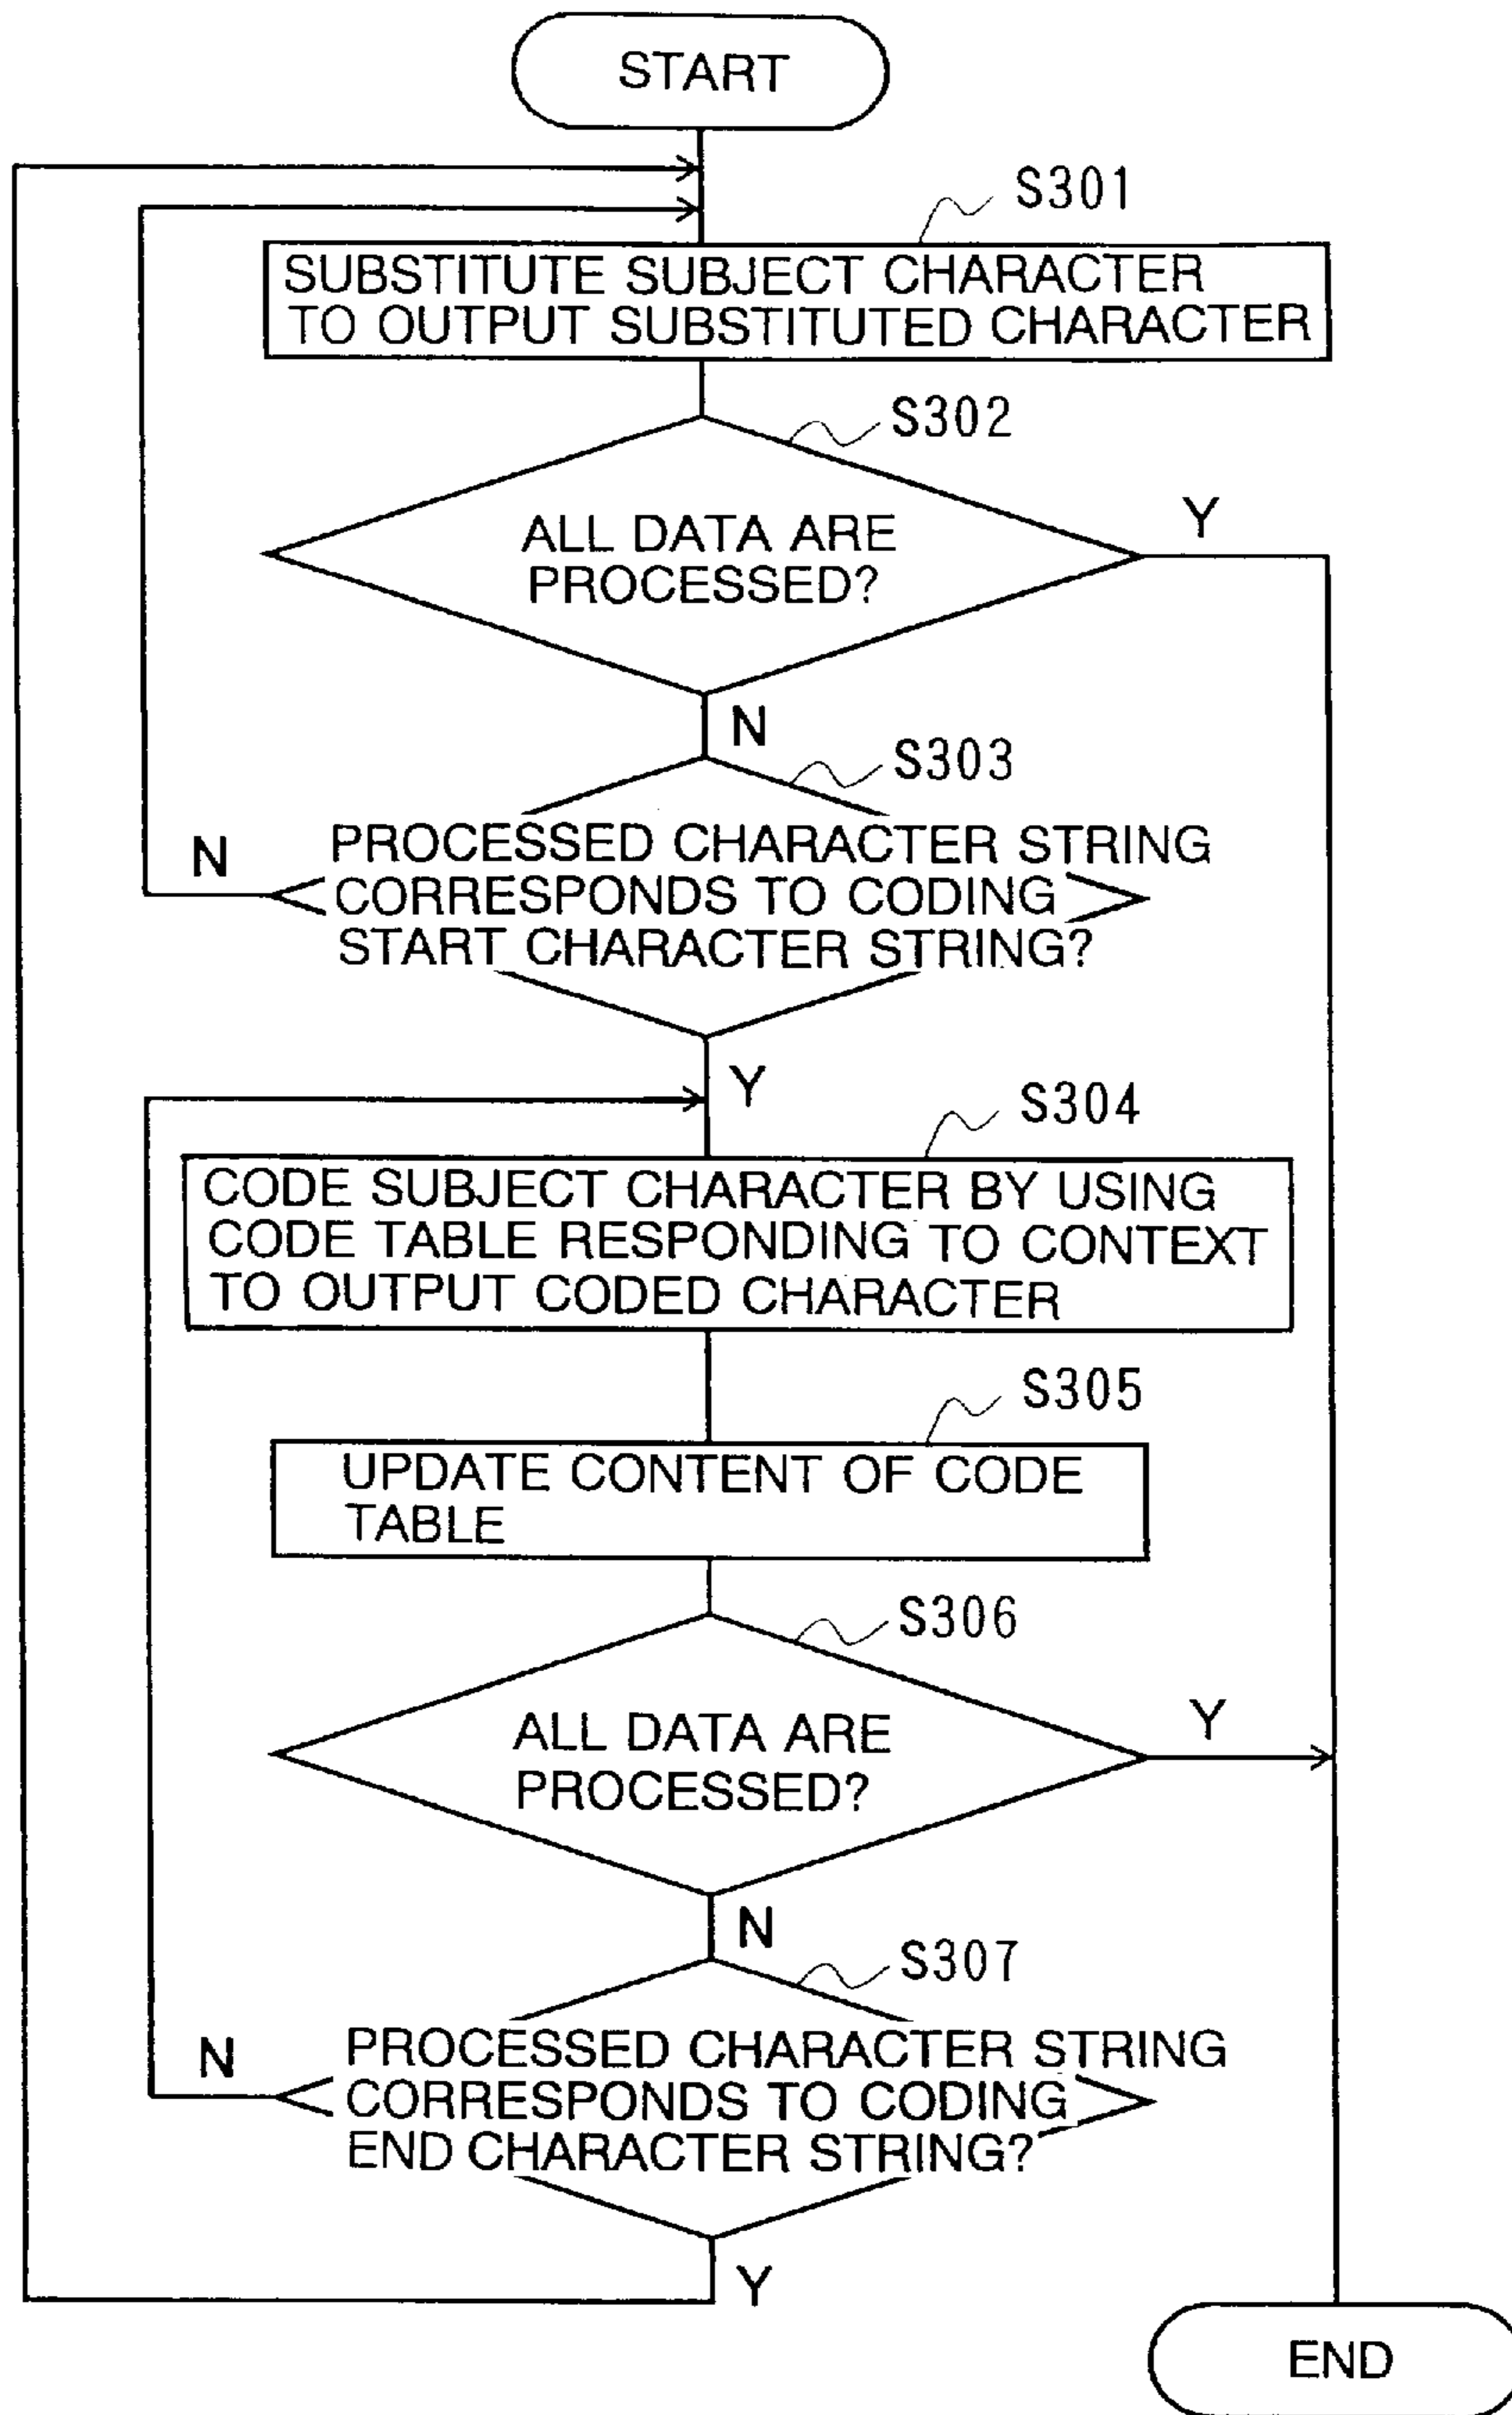 START
S301
SUBSTITUTE SUBJECT CHARACTER
TO OUTPUT SUBSTITUTED CHARACTER
S302
ALL DATA ARE
PROCESSED?
Y
N
S303
PROCESSED CHARACTER STRING
CORRESPONDS TO CODING
START CHARACTER STRING?
N
Y
S304
CODE SUBJECT CHARACTER BY USING
CODE TABLE RESPONDING TO CONTEXT
TO OUTPUT CODED CHARACTER
S305
UPDATE CONTENT OF CODE
TABLE
S306
ALL DATA ARE
PROCESSED?
Y
N
S307
PROCESSED CHARACTER STRING
CORRESPONDS TO CODING
END CHARACTER STRING?
N
Y
END